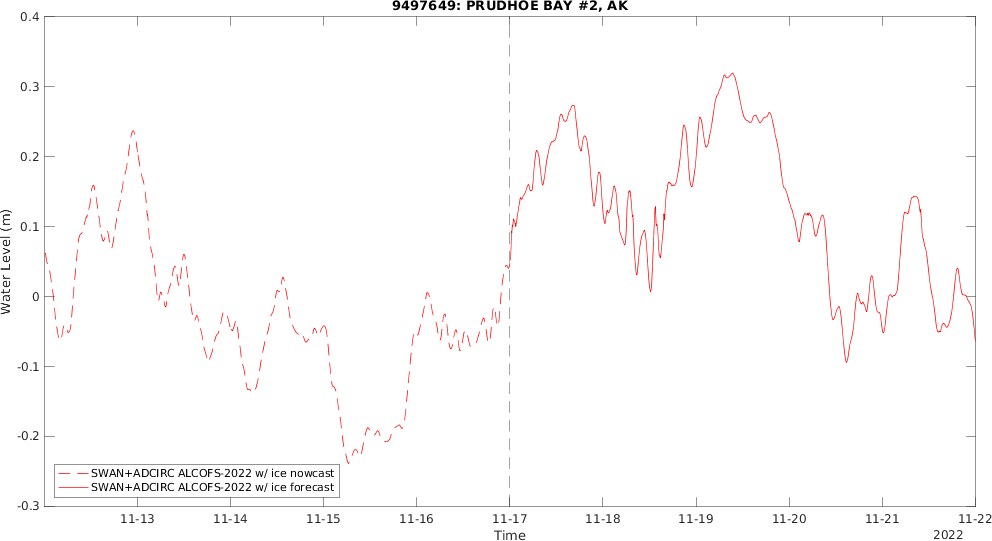 9497649: PRUDHOE BAY #2, AK
Water Level (m)
0.4
0.3
0.2
0.1
0
-0.1
-0.2
-0.3
SWAN+ADCIRC ALCOFS-2022 w/ ice nowcast
SWAN+ADCIRC ALCOFS-2022 w/ ice forecast
11-13 11-14 11-15 11-16 11-17 11-18 11-19 11-20 11-21 11-22
Time
2022